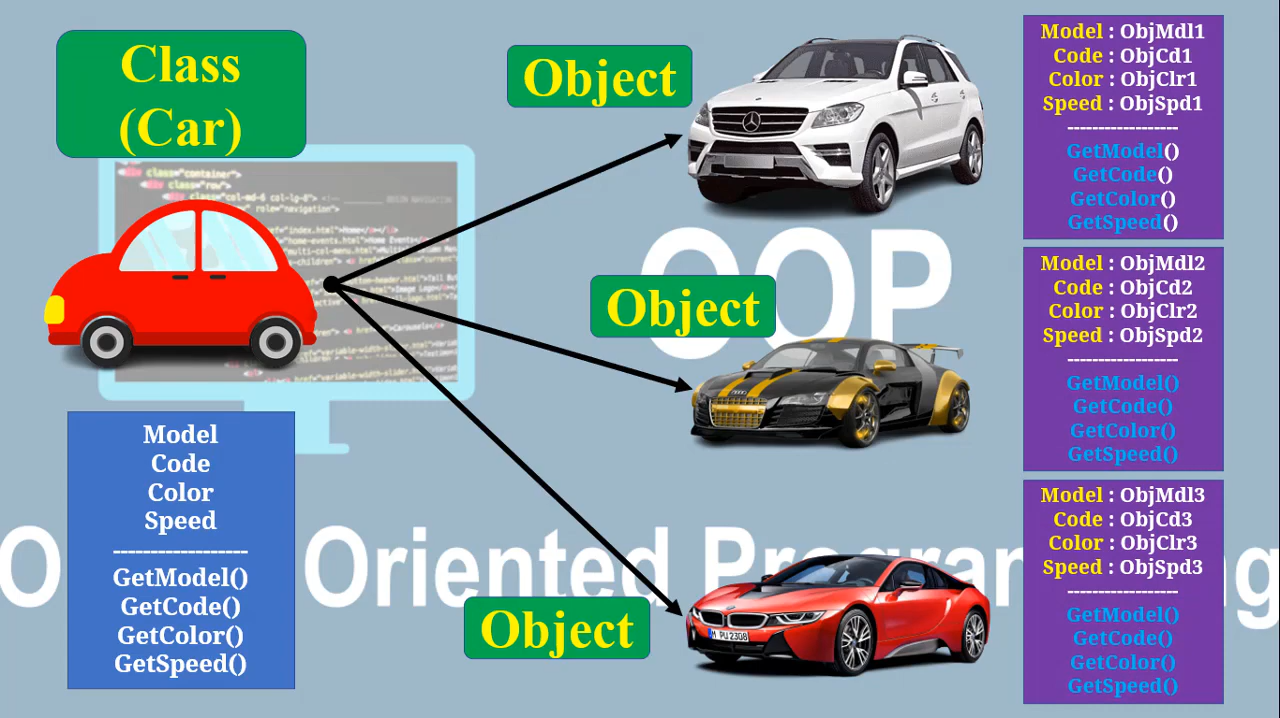 Class
(Car)
Model
Code
Color
Speed
------------------
GetModel()
GetCode()
GetColor()
GetSpeed()
Object
Object
Object
OOP
Oriented
M PU 2308
Model : ObjMdl1
Code : ObjCd1
Color : ObjClr1
Speed : ObjSpd1
------------------
GetModel()
GetCode()
GetColor()
GetSpeed()
Model : ObjMdl2
Code : ObjCd2
Color : ObjClr2
Speed : ObjSpd2
------------------
GetModel()
GetCode()
GetColor()
GetSpeed()
Model : ObjMdl3
Code : ObjCd3
Color : ObjClr3
Speed : ObjSpd3
------------------
GetModel()
GetCode()
GetColor()
GetSpeed()